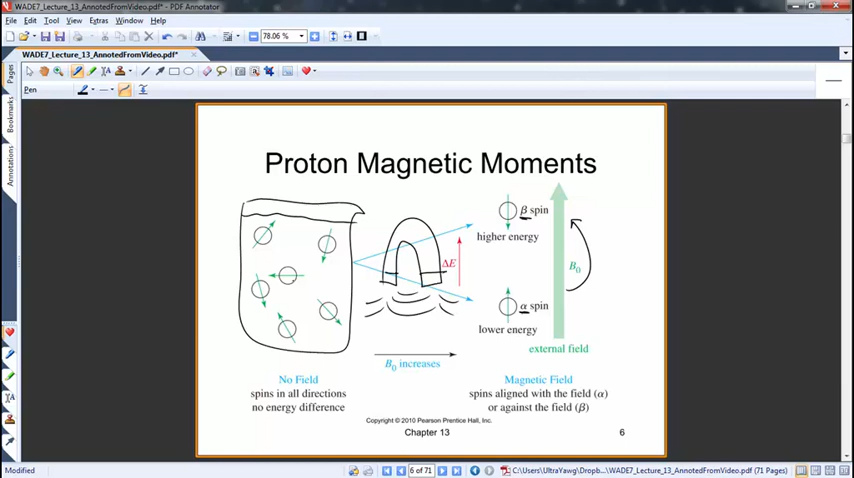 WADE7_Lecture_13_AnnotatedFromVideo.pdf* - PDF Annotator
File Edit Tool View Extras Window Help
78.06 %
WADE7_Lecture_13_AnnotatedFromVideo.pdf* ×
Pen
Pages
Bookmarks
Annotations
Proton Magnetic Moments
β spin
higher energy
ΔE
B0
α spin
lower energy
external field
B0 increases
No Field
spins in all directions
no energy difference
Magnetic Field
spins aligned with the field (α)
or against the field (β)
Copyright © 2010 Pearson Prentice Hall, Inc.
Chapter 13
6
Modified
6 of 71
C:\Users\UltraYawg\Dropb...\WADE7_Lecture_13_AnnotatedFromVideo.pdf (71 Pages)